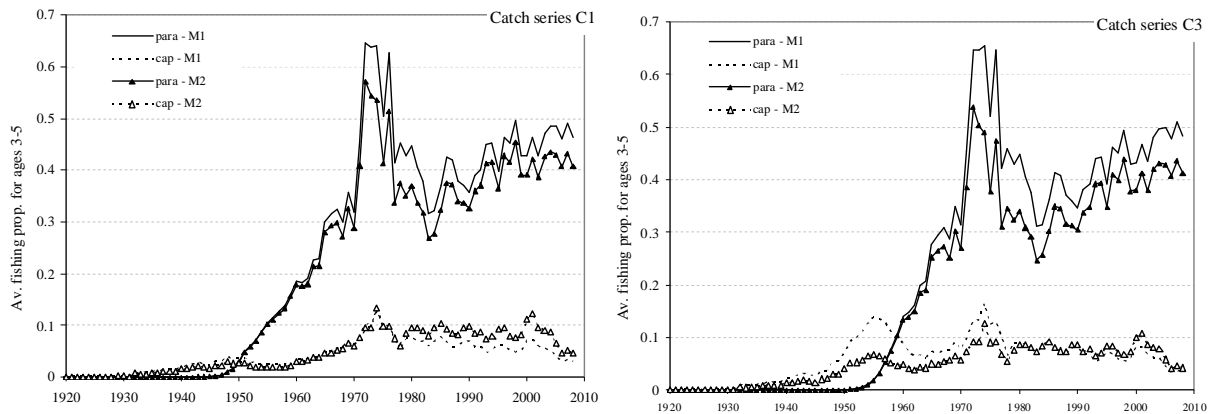 Catch series C1
Av. fishing prop. for ages 3-5
0.7
0.6
0.5
0.4
0.3
0.2
0.1
0
para - M1
cap - M1
para - M2
cap - M2
1920 1930 1940 1950 1960 1970 1980 1990 2000 2010
Catch series C3
Av. fishing prop. for ages 3-5
0.7
0.6
0.5
0.4
0.3
0.2
0.1
0
para - M1
cap - M1
para - M2
cap - M2
1920 1930 1940 1950 1960 1970 1980 1990 2000 2010